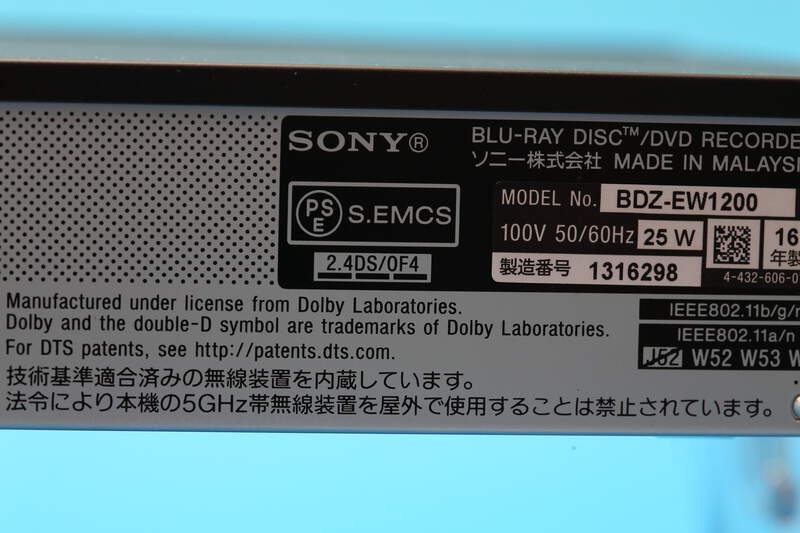 SONY®
BLU-RAY DISC™/DVD RECORDE
ソニー株式会社 MADE IN MALAYSI
PSE S.EMCS
MODEL No. BDZ-EW1200
100V 50/60Hz 25 W
16
年製
2.4DS/0F4
製造番号 1316298
4-432-606-0
Manufactured under license from Dolby Laboratories.
Dolby and the double-D symbol are trademarks of Dolby Laboratories.
For DTS patents, see http://patents.dts.com.
IEEE802.11b/g/n
IEEE802.11a/n
J52 W52 W53 W
技術基準適合済みの無線装置を内蔵しています。
法令により本機の5GHz帯無線装置を屋外で使用することは禁止されています。